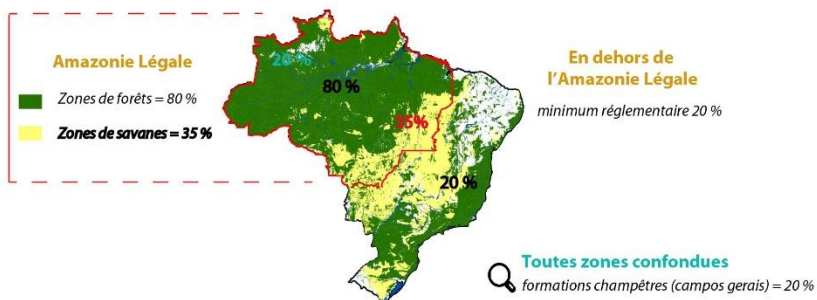 Amazonie Légale
Zones de forêts = 80 %
Zones de savanes = 35 %
20 %
80 %
35%
20 %
En dehors de
l'Amazonie Légale
minimum réglementaire 20 %
Toutes zones confondues
formations champêtres (campos gerais) = 20 %